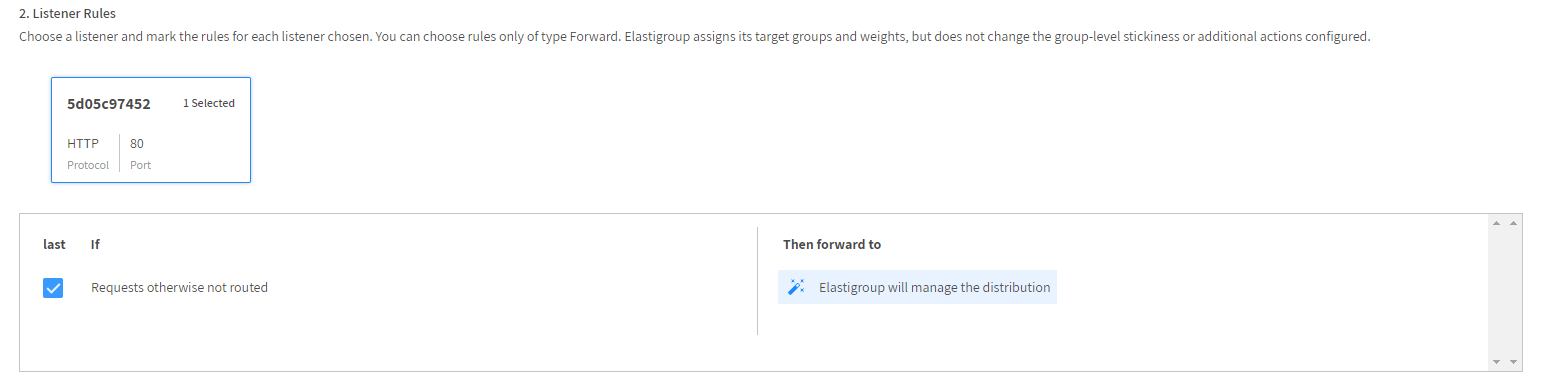 2. Listener Rules
Choose a listener and mark the rules for each listener chosen. You can choose rules only of type Forward. Elastigroup assigns its target groups and weights, but does not change the group-level stickiness or additional actions configured.
5d05c97452 1 Selected
HTTP 80
Protocol Port
last If Then forward to
Requests otherwise not routed Elastigroup will manage the distribution